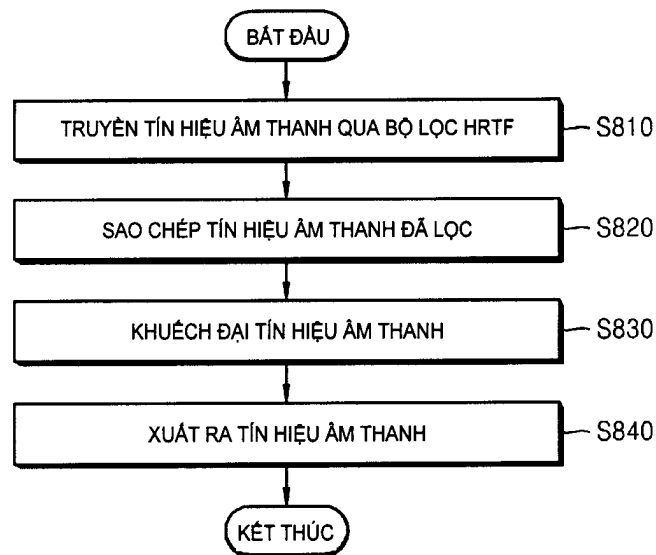 BẮT ĐẦU
TRUYỀN TÍN HIỆU ÂM THANH QUA BỘ LỌC HRTF
S810
SAO CHÉP TÍN HIỆU ÂM THANH ĐÃ LỌC
S820
KHUẾCH ĐẠI TÍN HIỆU ÂM THANH
S830
XUẤT RA TÍN HIỆU ÂM THANH
S840
KẾT THÚC